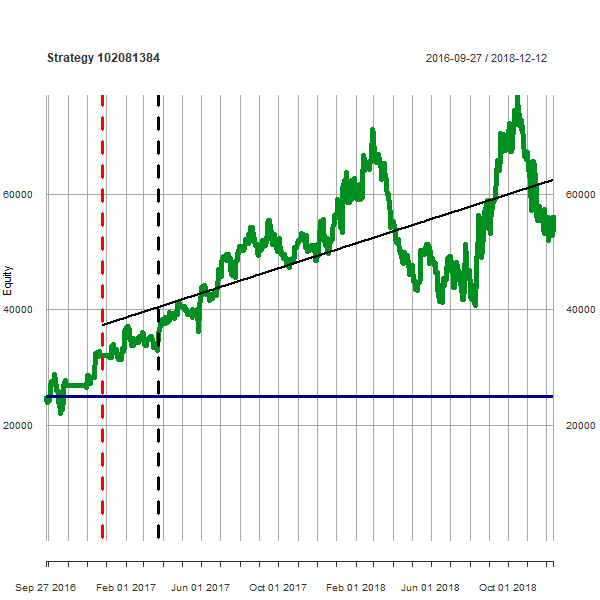 Strategy 102081384
2016-09-27 / 2018-12-12
60000 60000
Equity
40000 40000
20000 20000
Sep 27 2016 Feb 01 2017 Jun 01 2017 Oct 01 2017 Feb 01 2018 Jun 01 2018 Oct 01 2018